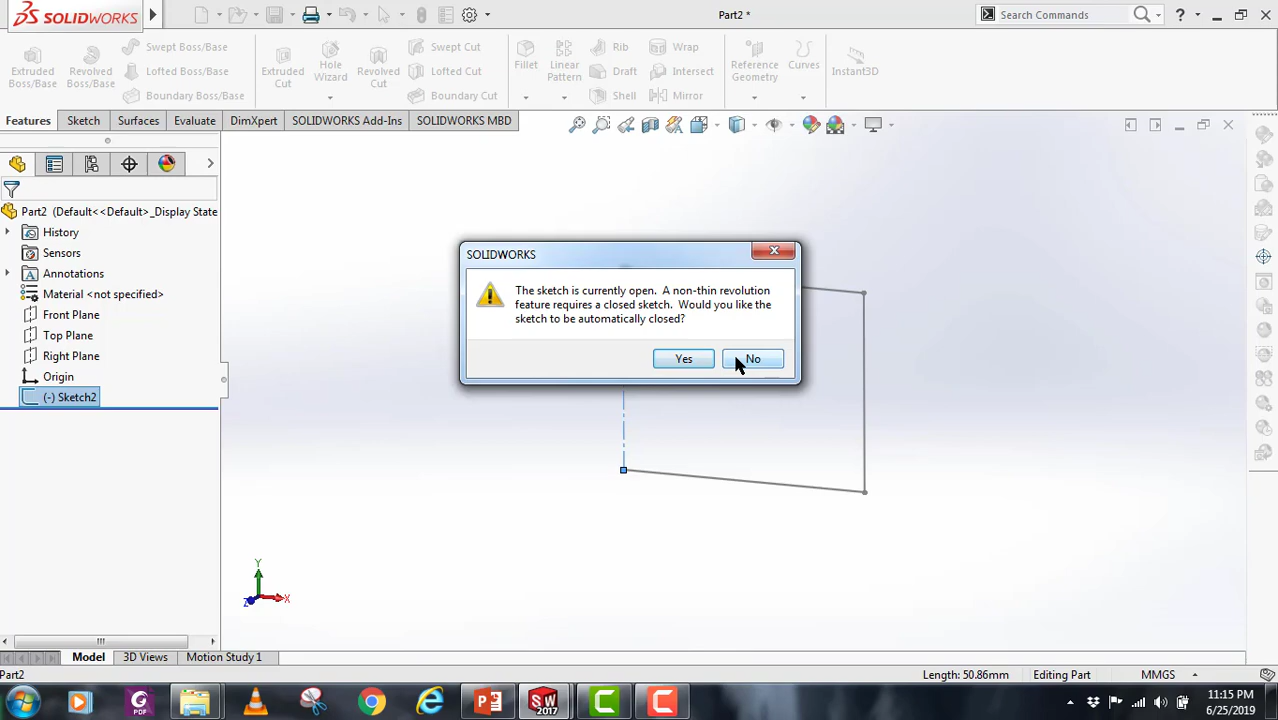 SOLIDWORKS
Part2 *
Search Commands
?
Extruded
Boss/Base
Revolved
Boss/Base
Swept Boss/Base
Lofted Boss/Base
Boundary Boss/Base
Extruded
Cut
Hole
Wizard
Revolved
Cut
Swept Cut
Lofted Cut
Boundary Cut
Fillet
Linear
Pattern
Rib
Draft
Shell
Wrap
Intersect
Mirror
Reference
Geometry
Curves
Instant3D
Features
Sketch
Surfaces
Evaluate
DimXpert
SOLIDWORKS Add-Ins
SOLIDWORKS MBD
Part2 (Default<<Default>_Display State
History
Sensors
Annotations
Material <not specified>
Front Plane
Top Plane
Right Plane
Origin
(-) Sketch2
SOLIDWORKS
The sketch is currently open. A non-thin revolution
feature requires a closed sketch. Would you like the
sketch to be automatically closed?
Yes
No
Y
Z
X
Model
3D Views
Motion Study 1
Part2
Length: 50.86mm
Editing Part
MMGS
PDF
SW
2017
11:15 PM
6/25/2019